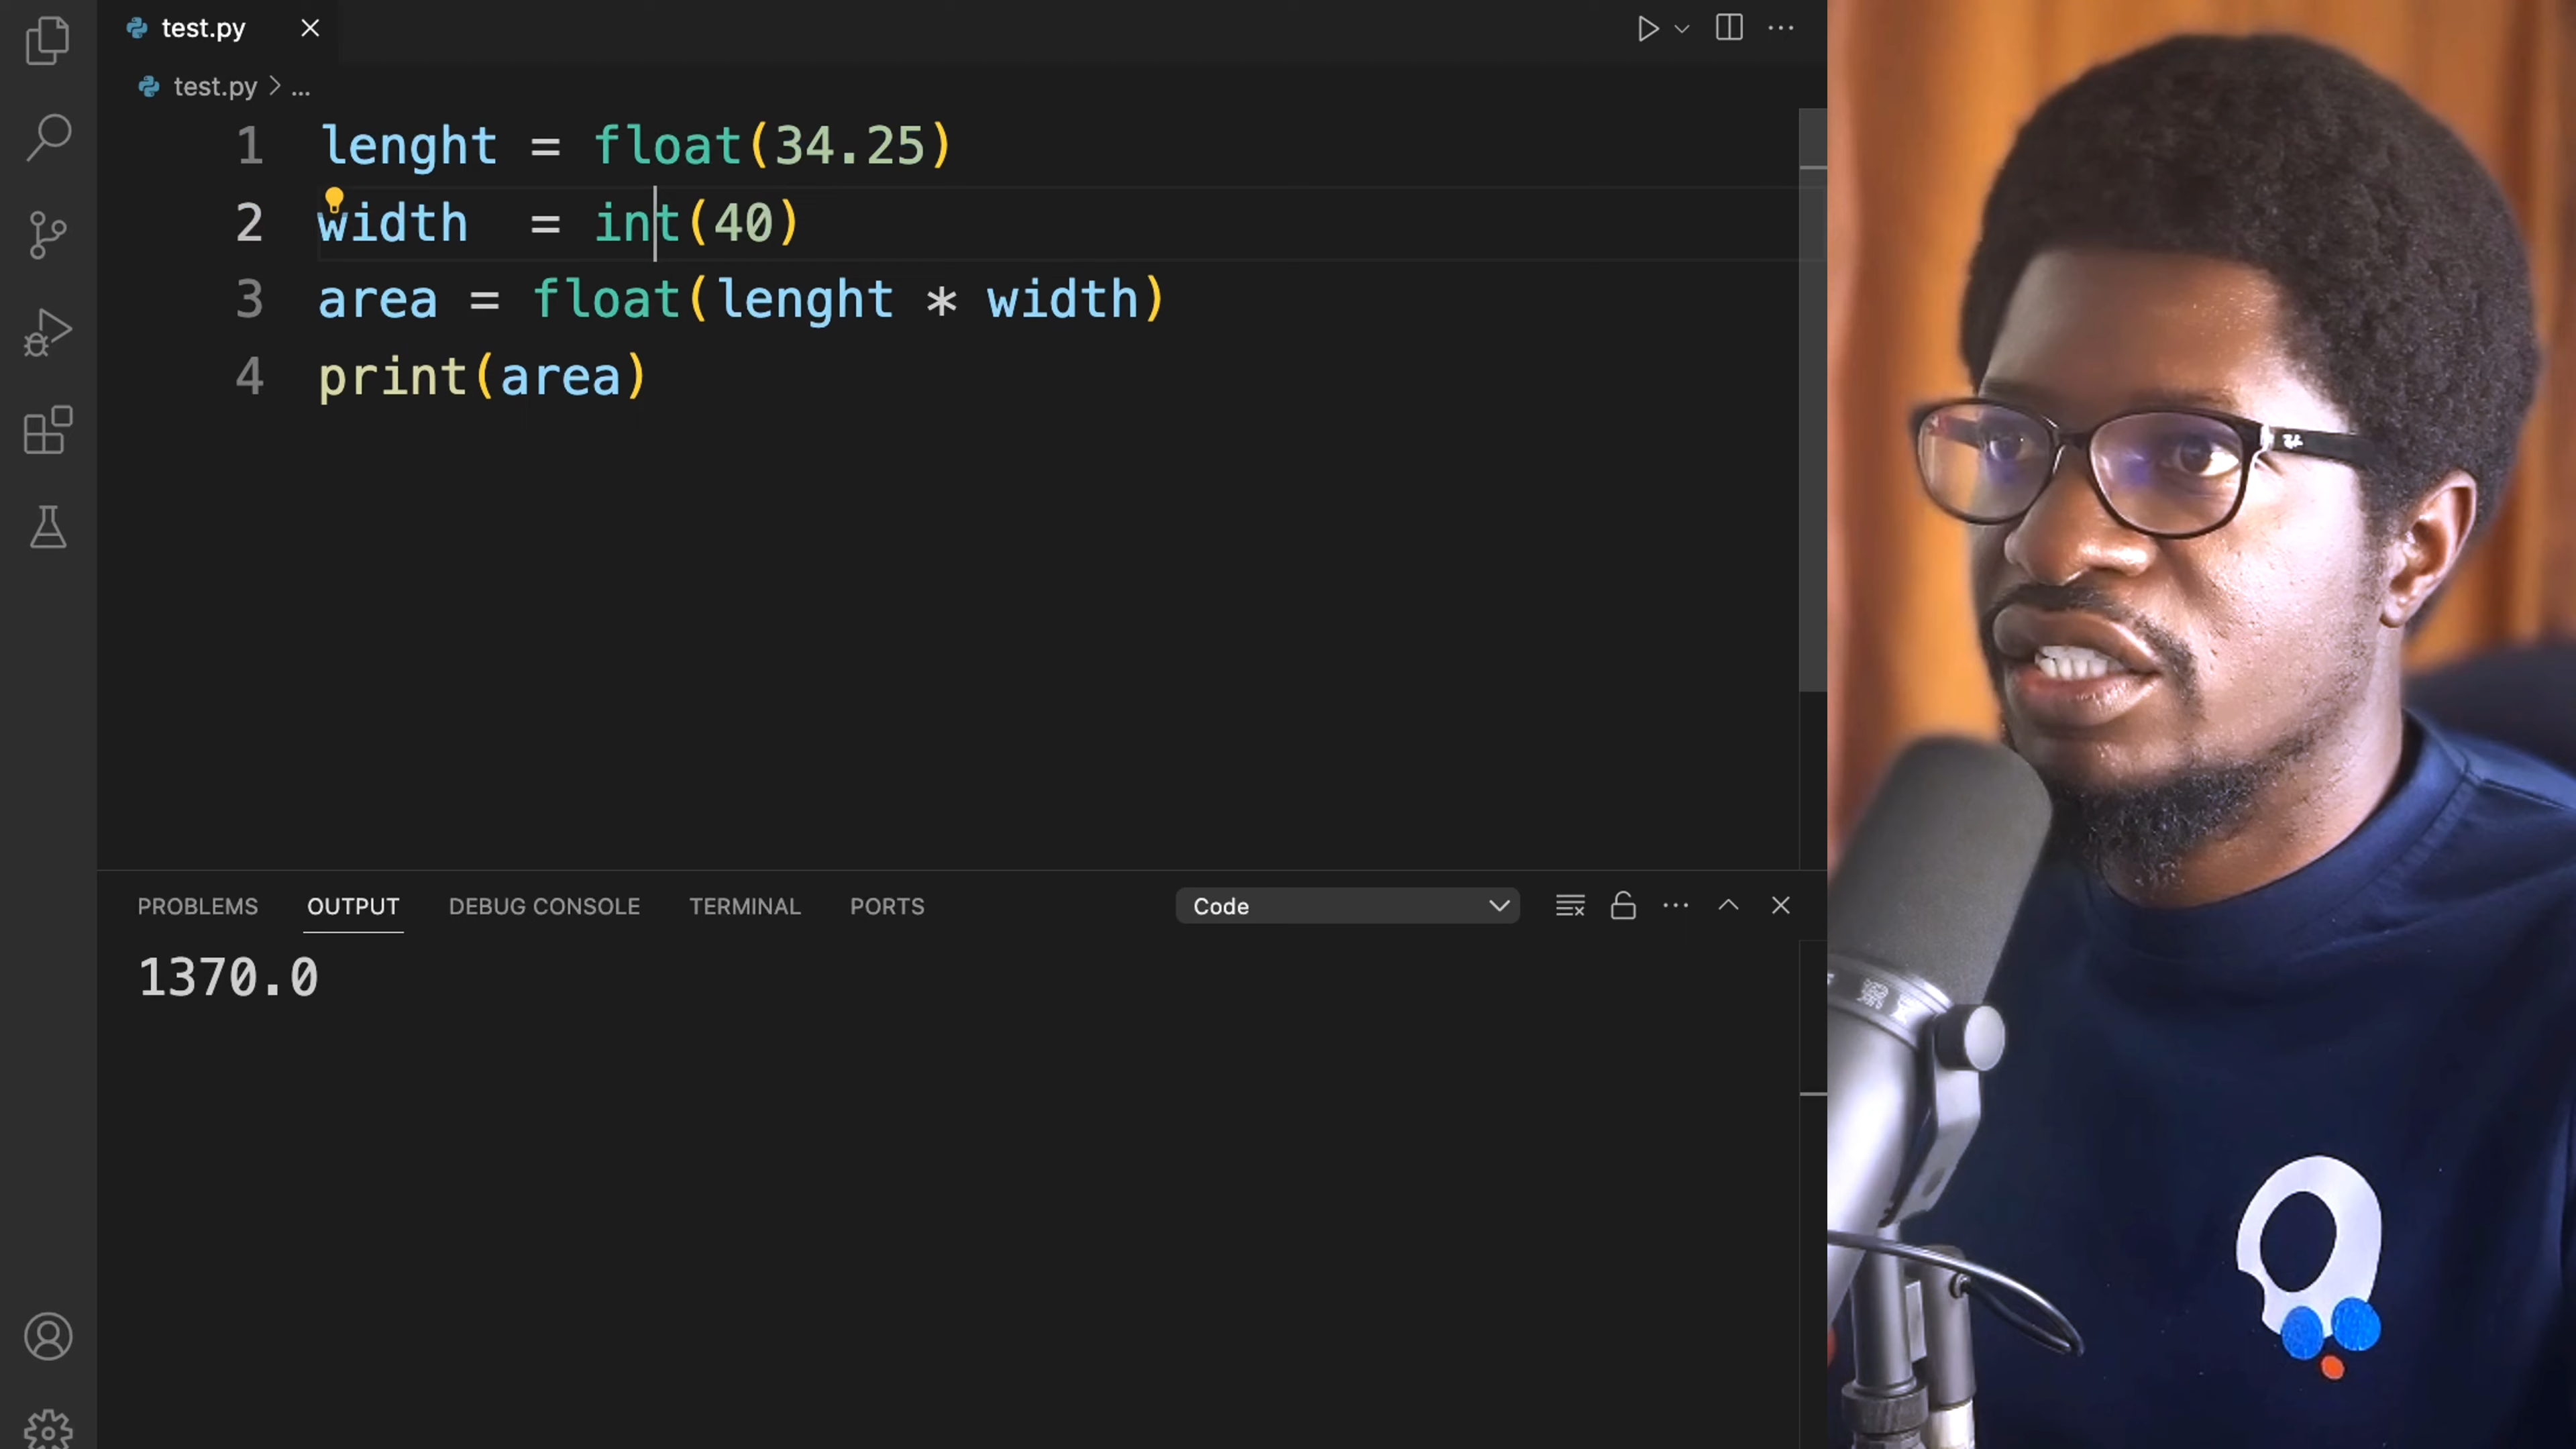 test.py
test.py > ...
1 lenght = float(34.25)
2 width  = int(40)
3 area = float(lenght * width)
4 print(area)
PROBLEMS OUTPUT DEBUG CONSOLE TERMINAL PORTS Code
1370.0